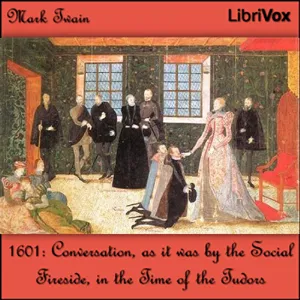 Mark Twain
LibriVox
1601: Conversation, as it was by the Social
Fireside, in the Time of the Tudors